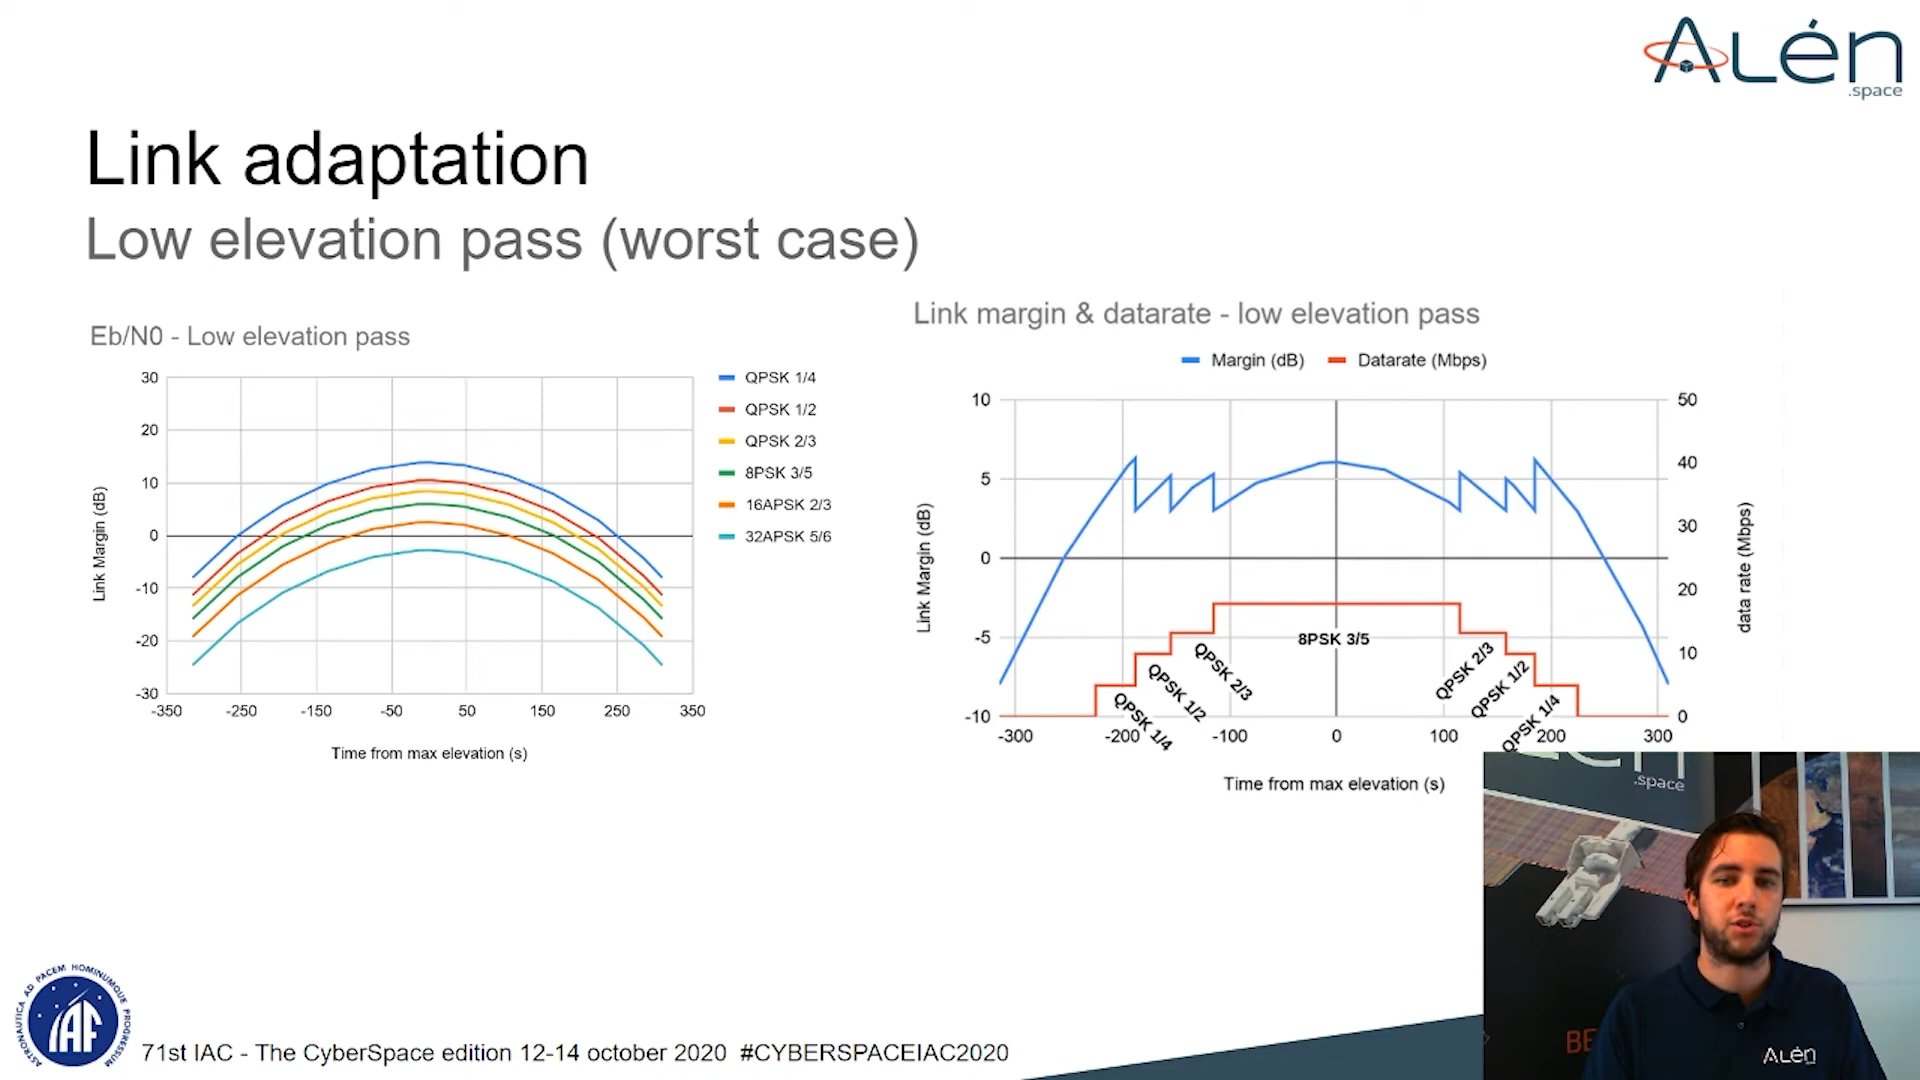 Alén
.space
Link adaptation
Low elevation pass (worst case)
Eb/N0 - Low elevation pass
30
20
10
0
-10
-20
-30
Link Margin (dB)
-350 -250 -150 -50 50 150 250 350
Time from max elevation (s)
QPSK 1/4
QPSK 1/2
QPSK 2/3
8PSK 3/5
16APSK 2/3
32APSK 5/6
Link margin & datarate - low elevation pass
Margin (dB) Datarate (Mbps)
10
5
0
-5
-10
Link Margin (dB)
50
40
30
20
10
0
data rate (Mbps)
8PSK 3/5
QPSK 2/3
QPSK 1/2
QPSK 1/4
QPSK 2/3
QPSK 1/2
QPSK 1/4
-300 -200 -100 0 100 200 300
Time from max elevation (s)
.space
BE
Alén
ASTRONAUTICA AD PACEM HOMINUMQUE PROGRESSUM
IAF
71st IAC - The CyberSpace edition 12-14 october 2020 #CYBERSPACEIAC2020